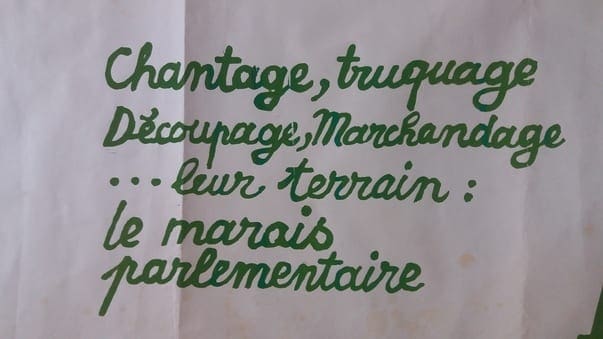 Chantage, truquage
Découpage, Marchandage
... leur terrain :
le marais
parlementaire